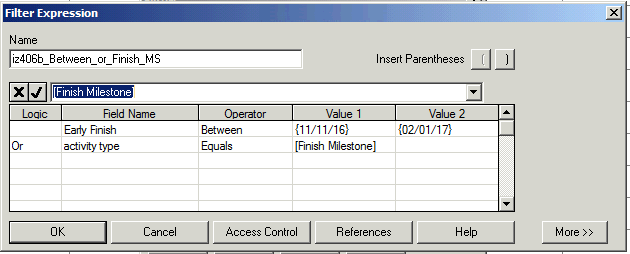 Filter Expression
Name
iz406b_Between_or_Finish_MS
Insert Parentheses ( )
[Finish Milestone]
Logic Field Name Operator Value 1 Value 2
Early Finish Between {11/11/16} {02/01/17}
Or activity type Equals [Finish Milestone]
OK Cancel Access Control References Help More >>